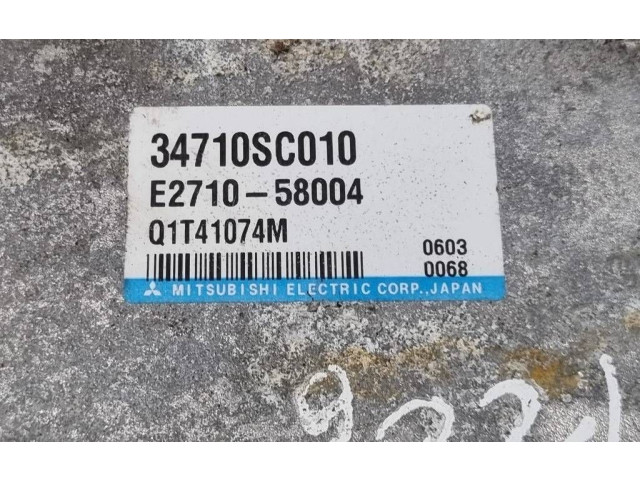 34710SC010
E2710-58004
Q1T41074M
0603
0068
MITSUBISHI ELECTRIC CORP., JAPAN